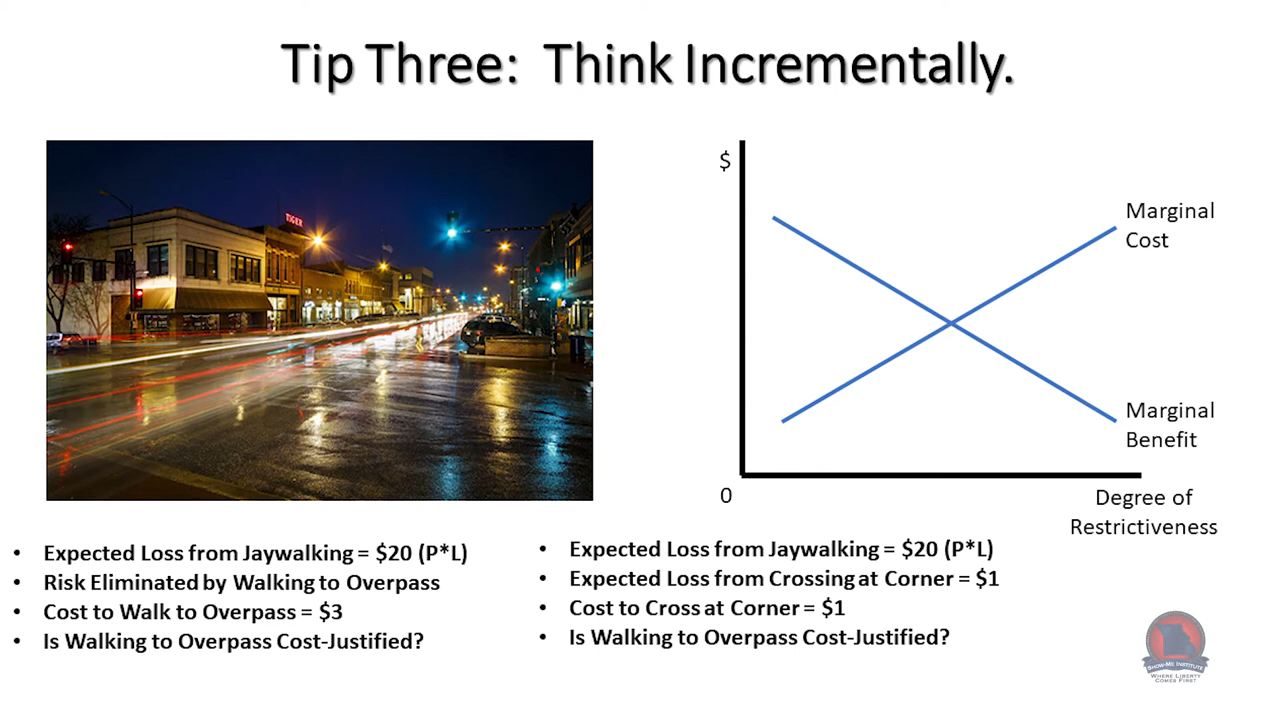 Tip Three: Think Incrementally.
TIGER
$
Marginal
Cost
Marginal
Benefit
0
Degree of
Restrictiveness
• Expected Loss from Jaywalking = $20 (P*L)
• Risk Eliminated by Walking to Overpass
• Cost to Walk to Overpass = $3
• Is Walking to Overpass Cost-Justified?
• Expected Loss from Jaywalking = $20 (P*L)
• Expected Loss from Crossing at Corner = $1
• Cost to Cross at Corner = $1
• Is Walking to Overpass Cost-Justified?
SHOW-ME INSTITUTE
WHERE LIBERTY
COMES FIRST